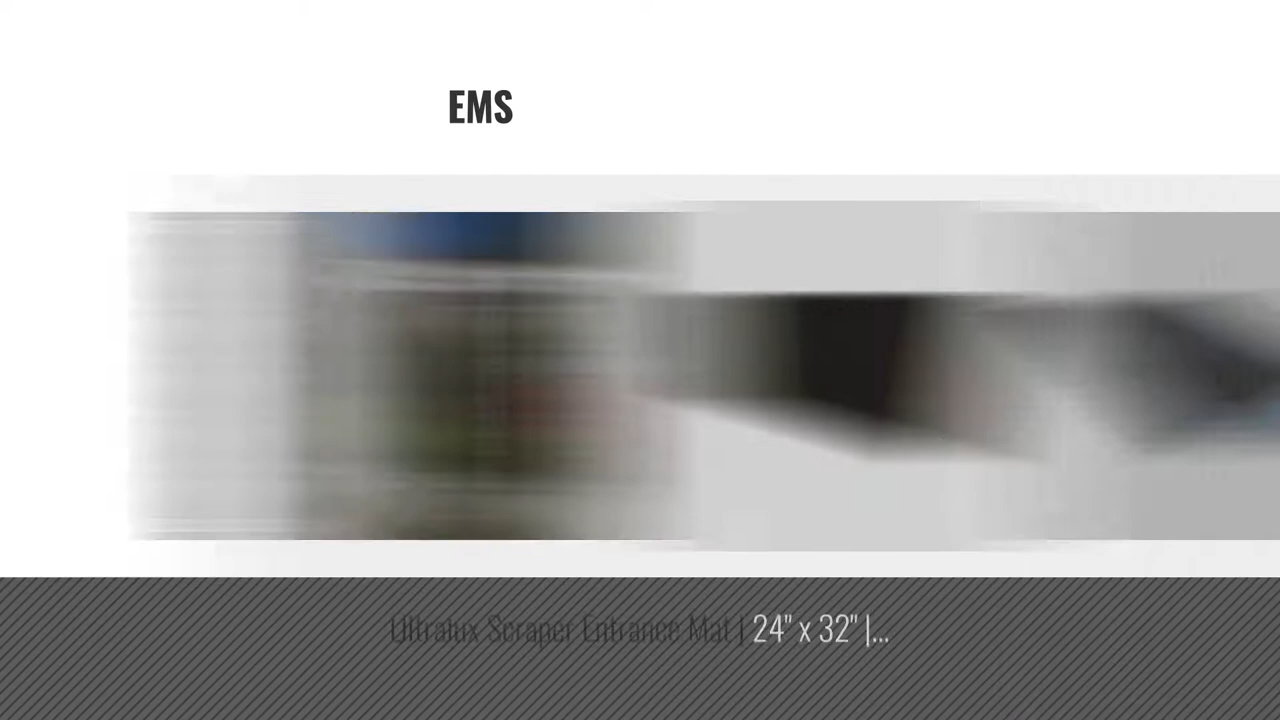 EMS
Ultralux Scraper Entrance Mat | 24" x 32" |...